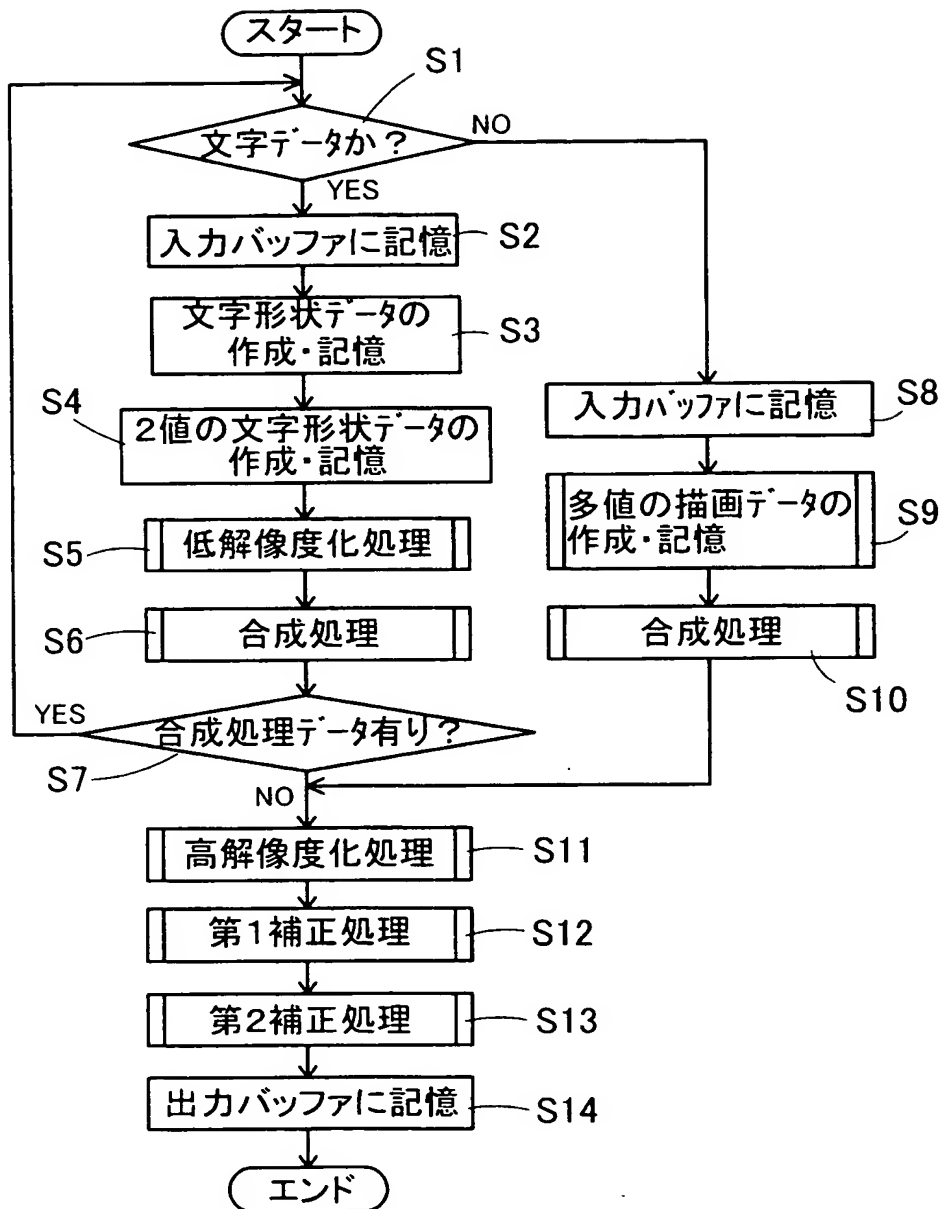 スタート
S1
文字データか?
NO
YES
入力バッファに記憶
S2
文字形状データの
作成・記憶
S3
S4
2値の文字形状データの
作成・記憶
S5
低解像度化処理
S6
合成処理
YES
合成処理データ有り?
S7
NO
入力バッファに記憶
S8
多値の描画データの
作成・記憶
S9
合成処理
S10
高解像度化処理
S11
第1補正処理
S12
第2補正処理
S13
出力バッファに記憶
S14
エンド